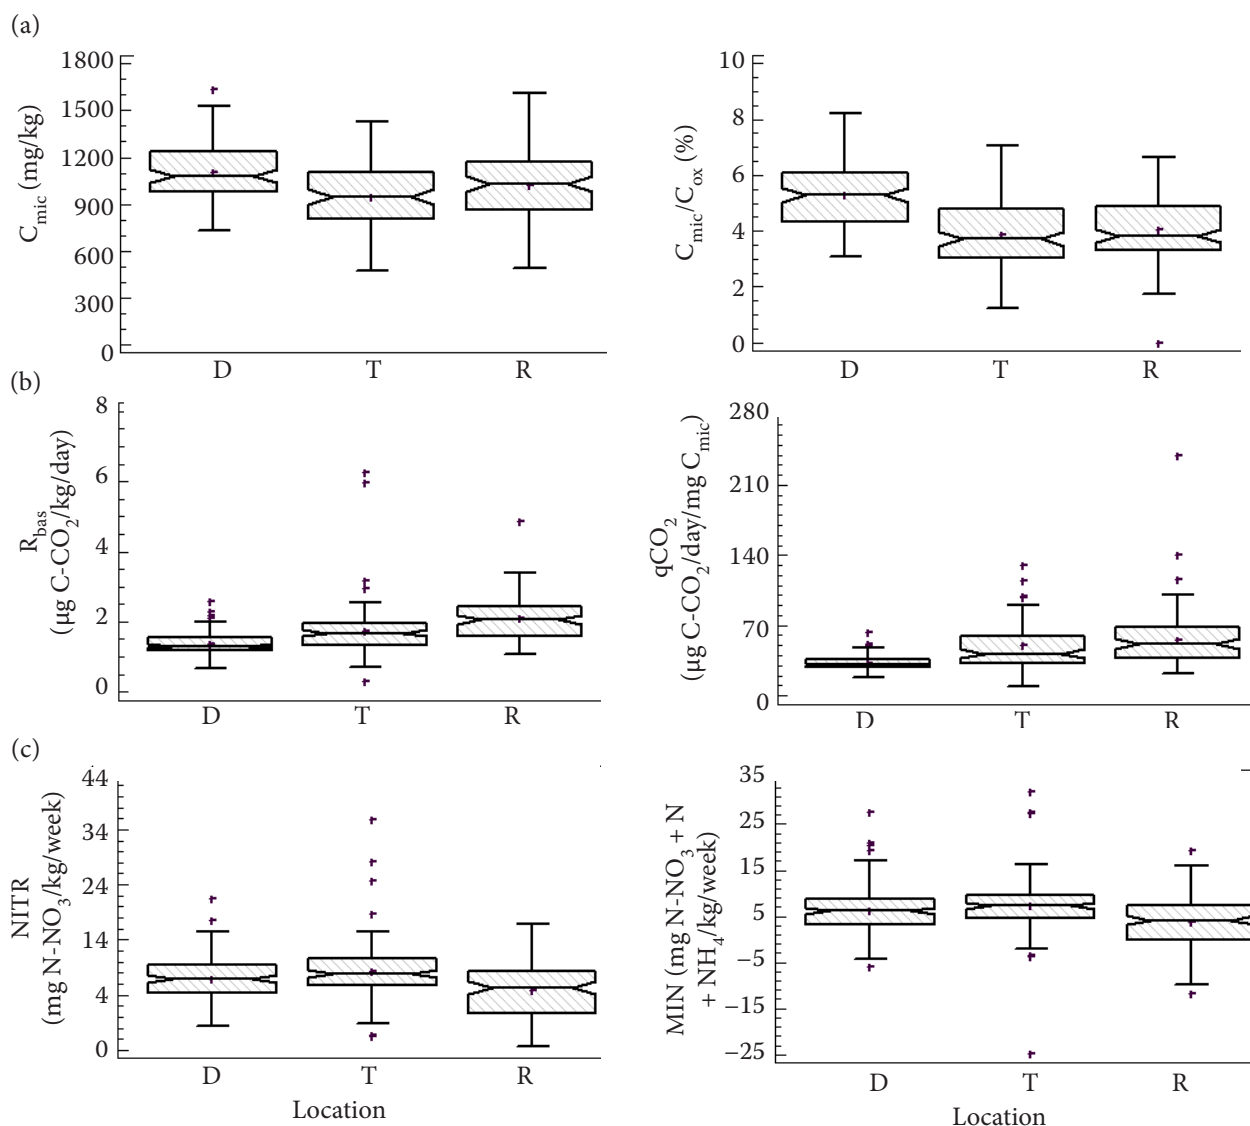 (a)
C_mic (mg/kg)
1800
1500
1200
900
600
300
0
D T R
C_mic/C_ox (%)
10
8
6
4
2
0
D T R
(b)
R_bas
(µg C-CO₂/kg/day)
8
6
4
2
0
D T R
qCO₂
(µg C-CO₂/day/mg C_mic)
280
210
140
70
0
D T R
(c)
NITR
(mg N-NO₃/kg/week)
44
34
24
14
4
0
D T R
Location
MIN (mg N-NO₃ + N
+ NH₄/kg/week)
35
25
15
5
−5
−15
−25
D T R
Location